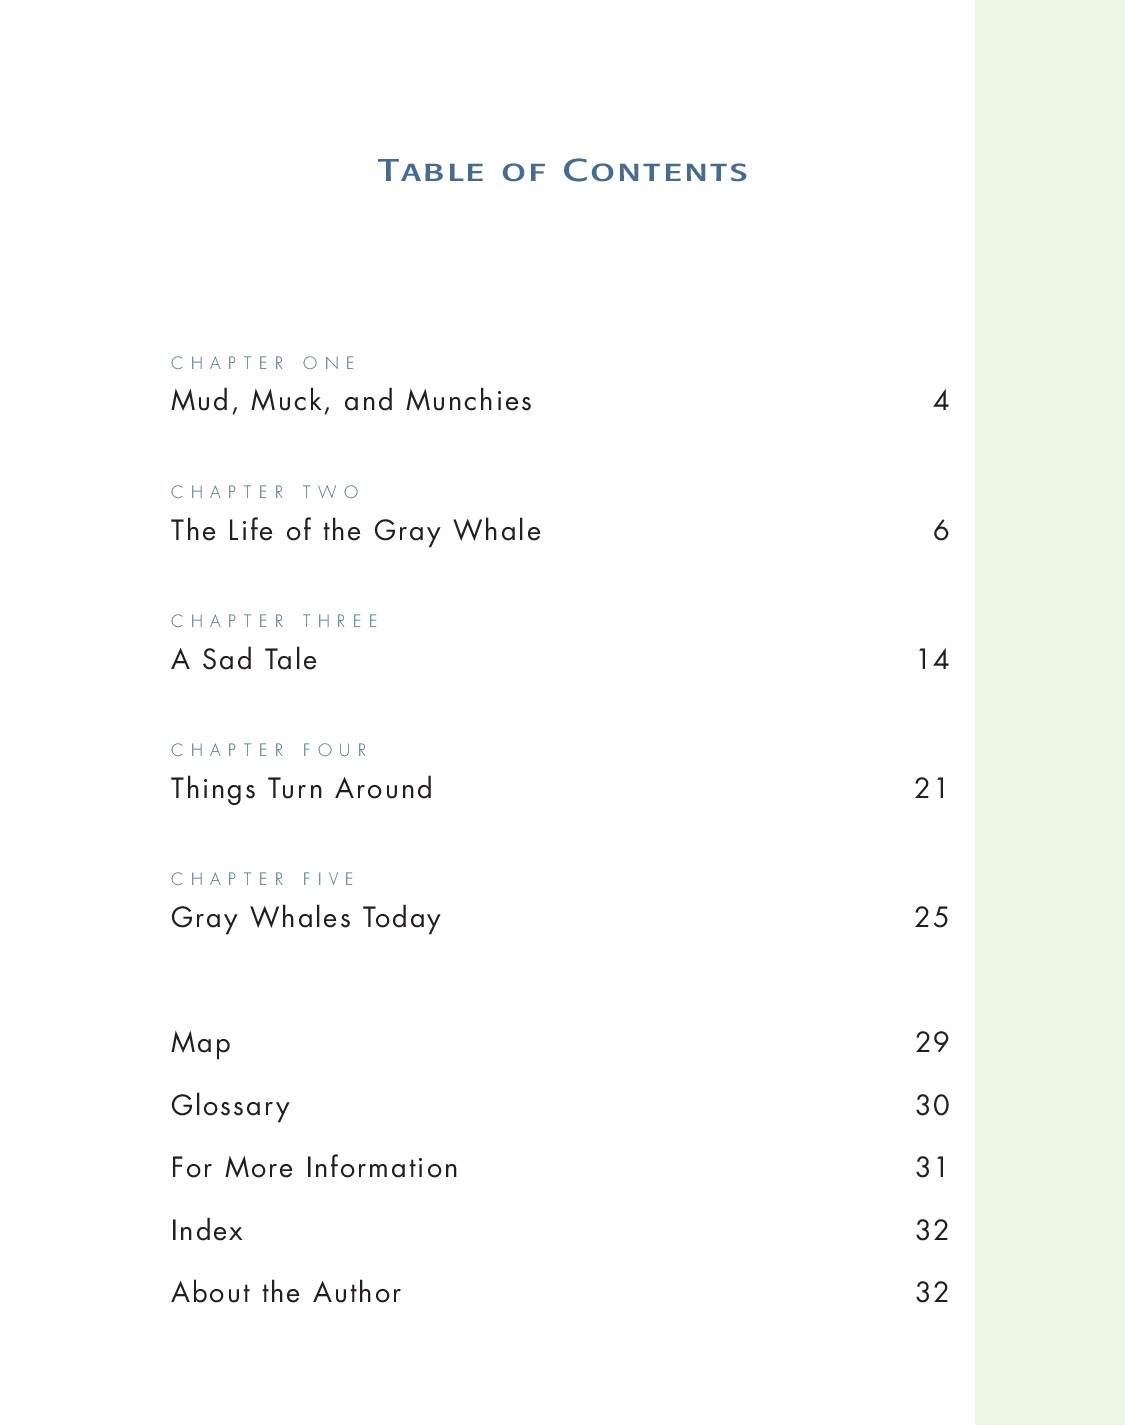 Table of Contents
CHAPTER ONE
Mud, Muck, and Munchies 4
CHAPTER TWO
The Life of the Gray Whale 6
CHAPTER THREE
A Sad Tale 14
CHAPTER FOUR
Things Turn Around 21
CHAPTER FIVE
Gray Whales Today 25
Map 29
Glossary 30
For More Information 31
Index 32
About the Author 32